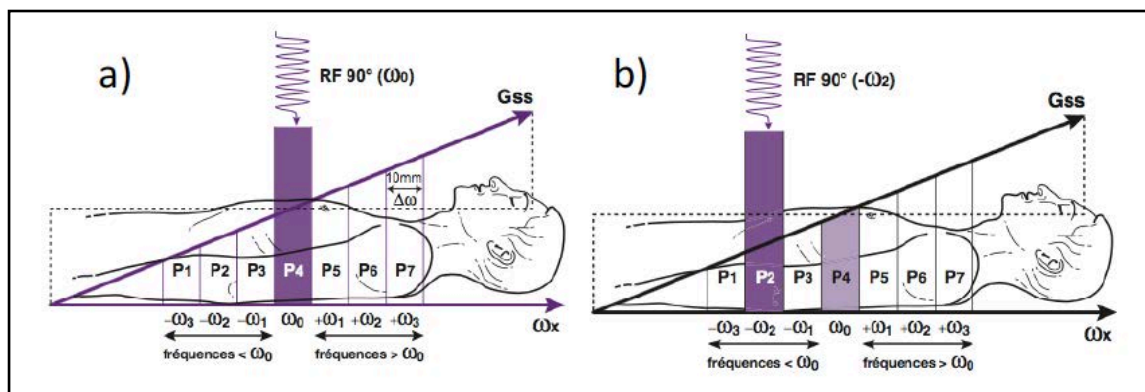 a)
RF 90° (ω₀)
Gss
10mm
Δω
P1 P2 P3 P4 P5 P6 P7
-ω₃ -ω₂ -ω₁ ω₀ +ω₁ +ω₂ +ω₃
ωx
fréquences < ω₀ fréquences > ω₀
b)
RF 90° (-ω₂)
Gss
P1 P2 P3 P4 P5 P6 P7
-ω₃ -ω₂ -ω₁ ω₀ +ω₁ +ω₂ +ω₃
ωx
fréquences < ω₀ fréquences > ω₀